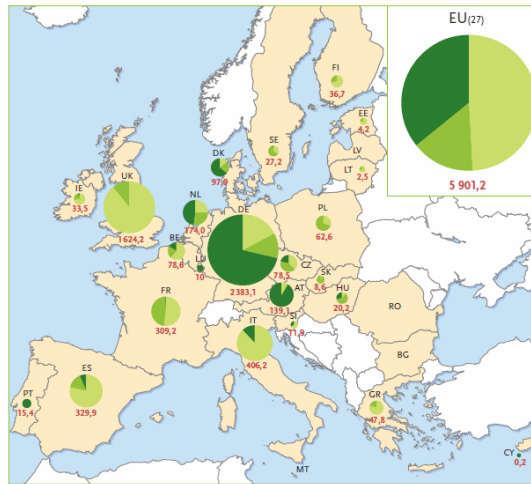 EU(27)
5 901,2
FI
36,7
EE
4,2
SE
27,2
LV
LT
2,5
DK
97,9
IE
33,5
UK
1 624,2
NL
174,0
DE
2 383,1
PL
62,6
BE
78,6
LU
10
CZ
78,5
SK
8,6
AT
139,1
HU
20,2
RO
FR
309,2
SI
11,9
IT
406,2
BG
ES
329,9
PT
15,4
GR
47,8
MT
CY
0,2